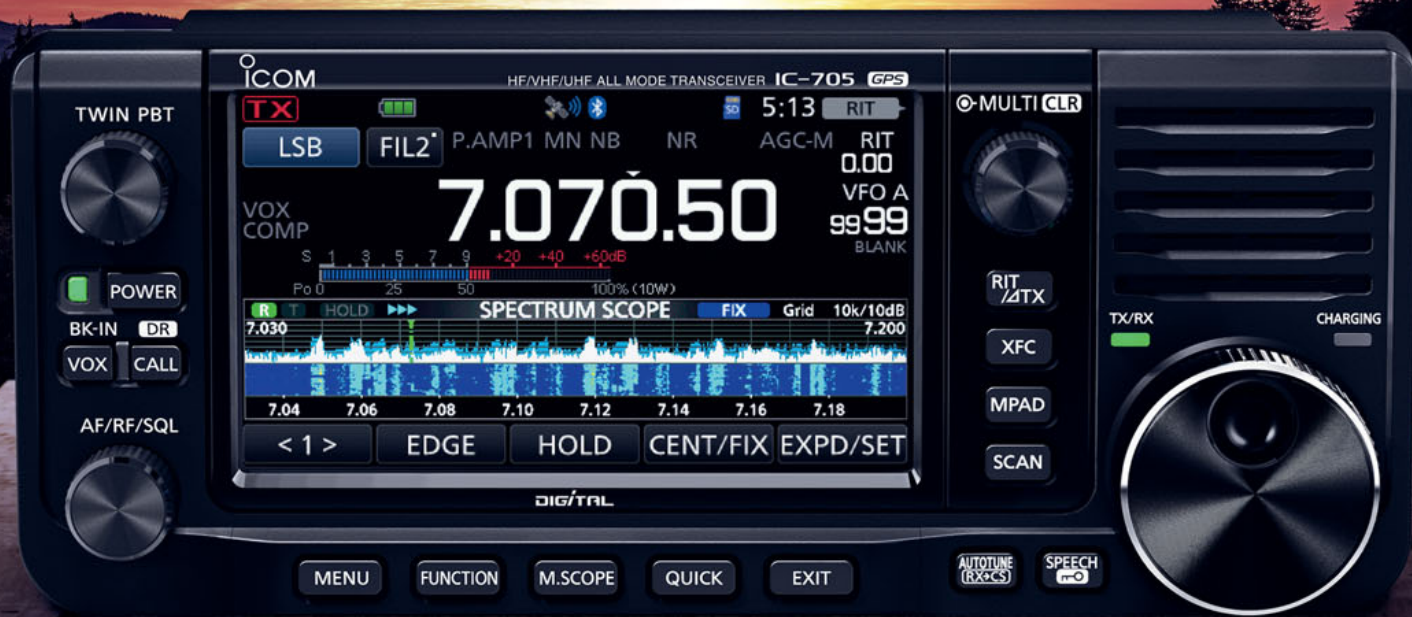 ICOM
HF/VHF/UHF ALL MODE TRANSCEIVER IC-705 GPS
TWIN PBT
TX
SD
5:13
RIT
MULTI CLR
LSB
FIL2
P.AMP1 MN NB NR AGC-M
RIT
0.00
7.070.50
VFO A
9999
BLANK
VOX
COMP
S 1 3 5 7 9 +20 +40 +60dB
Po 0 25 50 100% (10W)
POWER
R T HOLD SPECTRUM SCOPE FIX Grid 10k/10dB
7.030 7.200
7.04 7.06 7.08 7.10 7.12 7.14 7.16 7.18
BK-IN DR
VOX CALL
AF/RF/SQL
< 1 > EDGE HOLD CENT/FIX EXPD/SET
DIGITAL
RIT
/⊿TX
XFC
MPAD
SCAN
TX/RX CHARGING
MENU FUNCTION M.SCOPE QUICK EXIT
AUTOTUNE
RX→CS
SPEECH